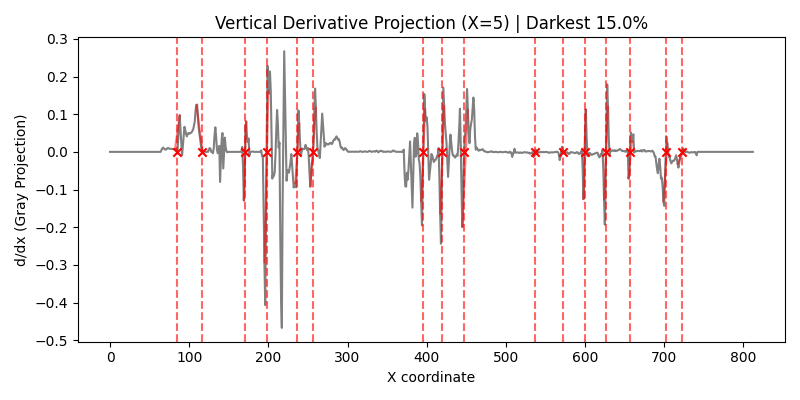 Vertical Derivative Projection (X=5) | Darkest 15.0%
0.3
0.2
0.1
0.0
−0.1
−0.2
−0.3
−0.4
−0.5
d/dx (Gray Projection)
0 100 200 300 400 500 600 700 800
X coordinate